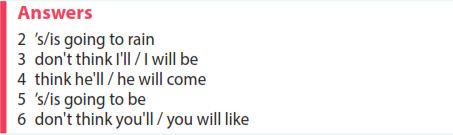 Answers
2 's/is going to rain
3 don't think I'll / I will be
4 think he'll / he will come
5 's/is going to be
6 don't think you'll / you will like